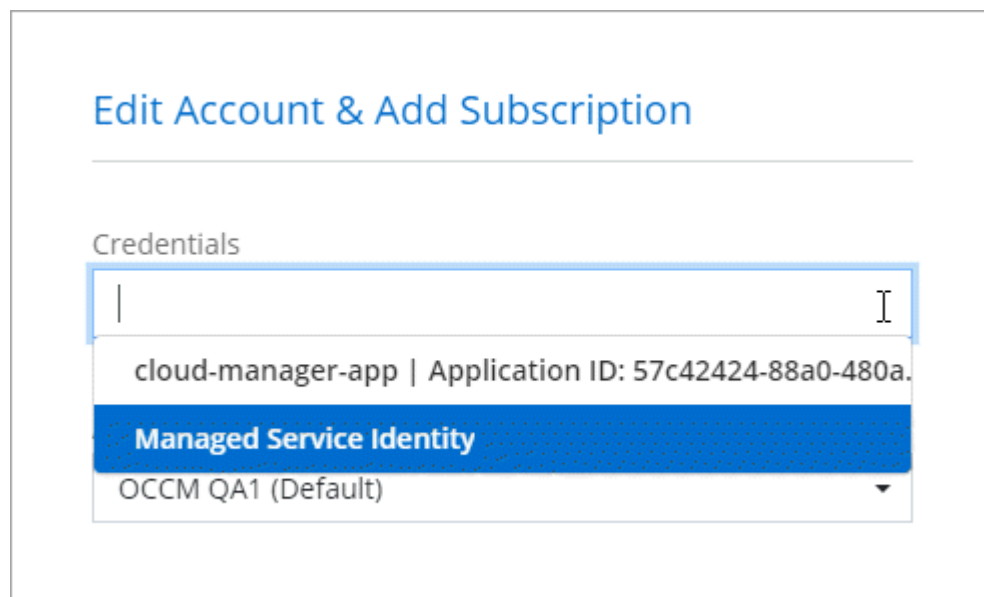 Edit Account & Add Subscription
Credentials
cloud-manager-app | Application ID: 57c42424-88a0-480a.
Managed Service Identity
OCCM QA1 (Default)